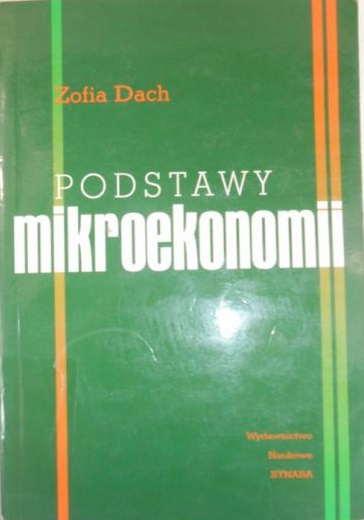 Zofia Dach
PODSTAWY
mikroekonomii
Wydawnictwo
Naukowe
SYNABA